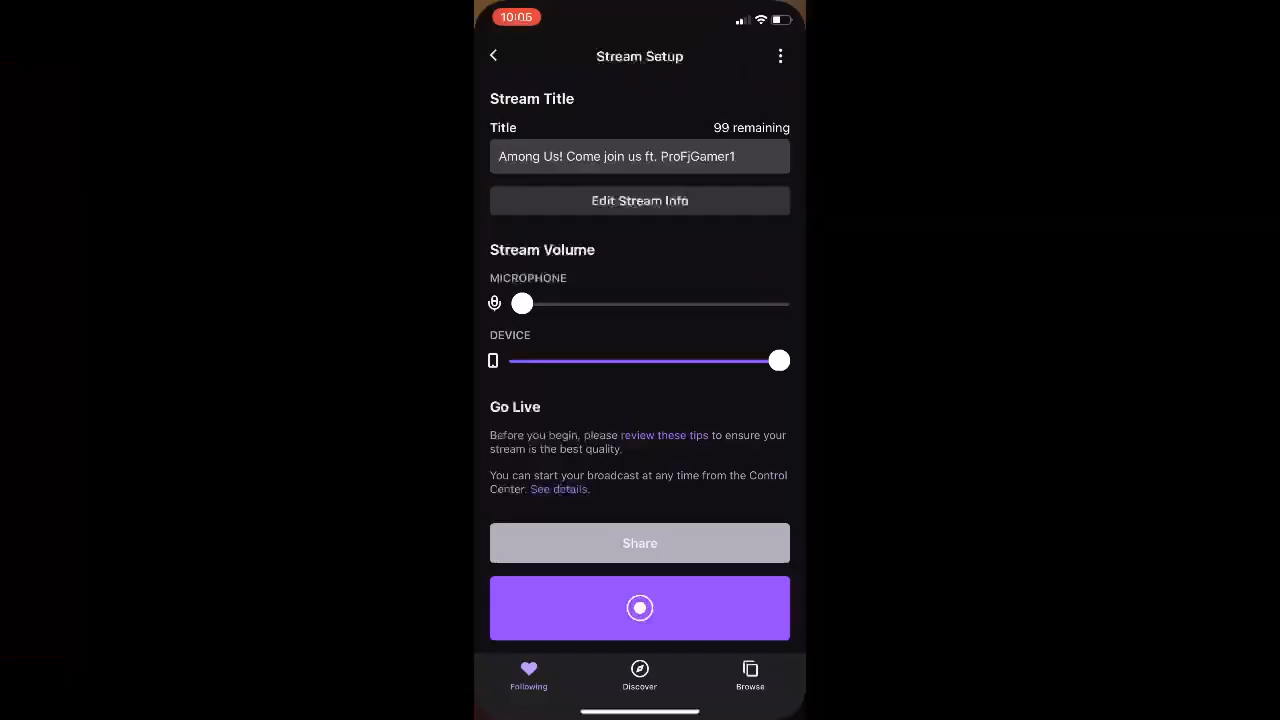 10:06
Stream Setup
Stream Title
Title 99 remaining
Among Us! Come join us ft. ProFjGamer1
Edit Stream Info
Stream Volume
MICROPHONE
DEVICE
Go Live
Before you begin, please review these tips to ensure your
stream is the best quality.
You can start your broadcast at any time from the Control
Center. See details.
Share
Following Discover Browse